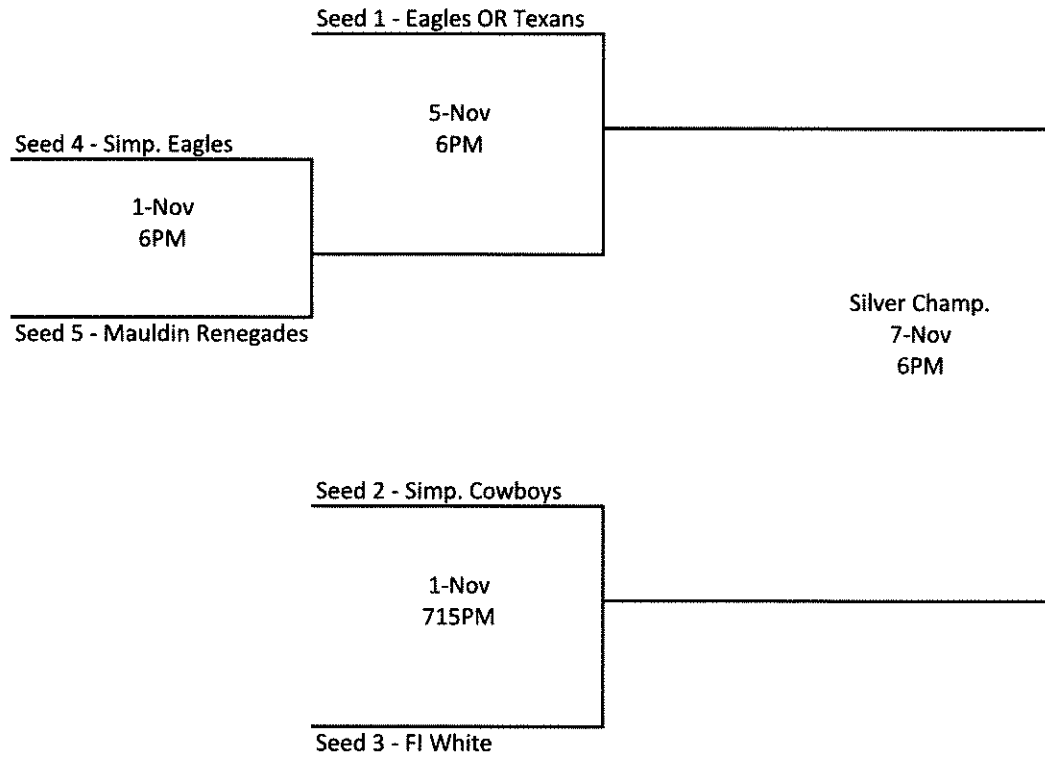 Seed 1 - Eagles OR Texans
5-Nov
6PM
Seed 4 - Simp. Eagles
1-Nov
6PM
Seed 5 - Mauldin Renegades
Silver Champ.
7-Nov
6PM
Seed 2 - Simp. Cowboys
1-Nov
715PM
Seed 3 - FI White